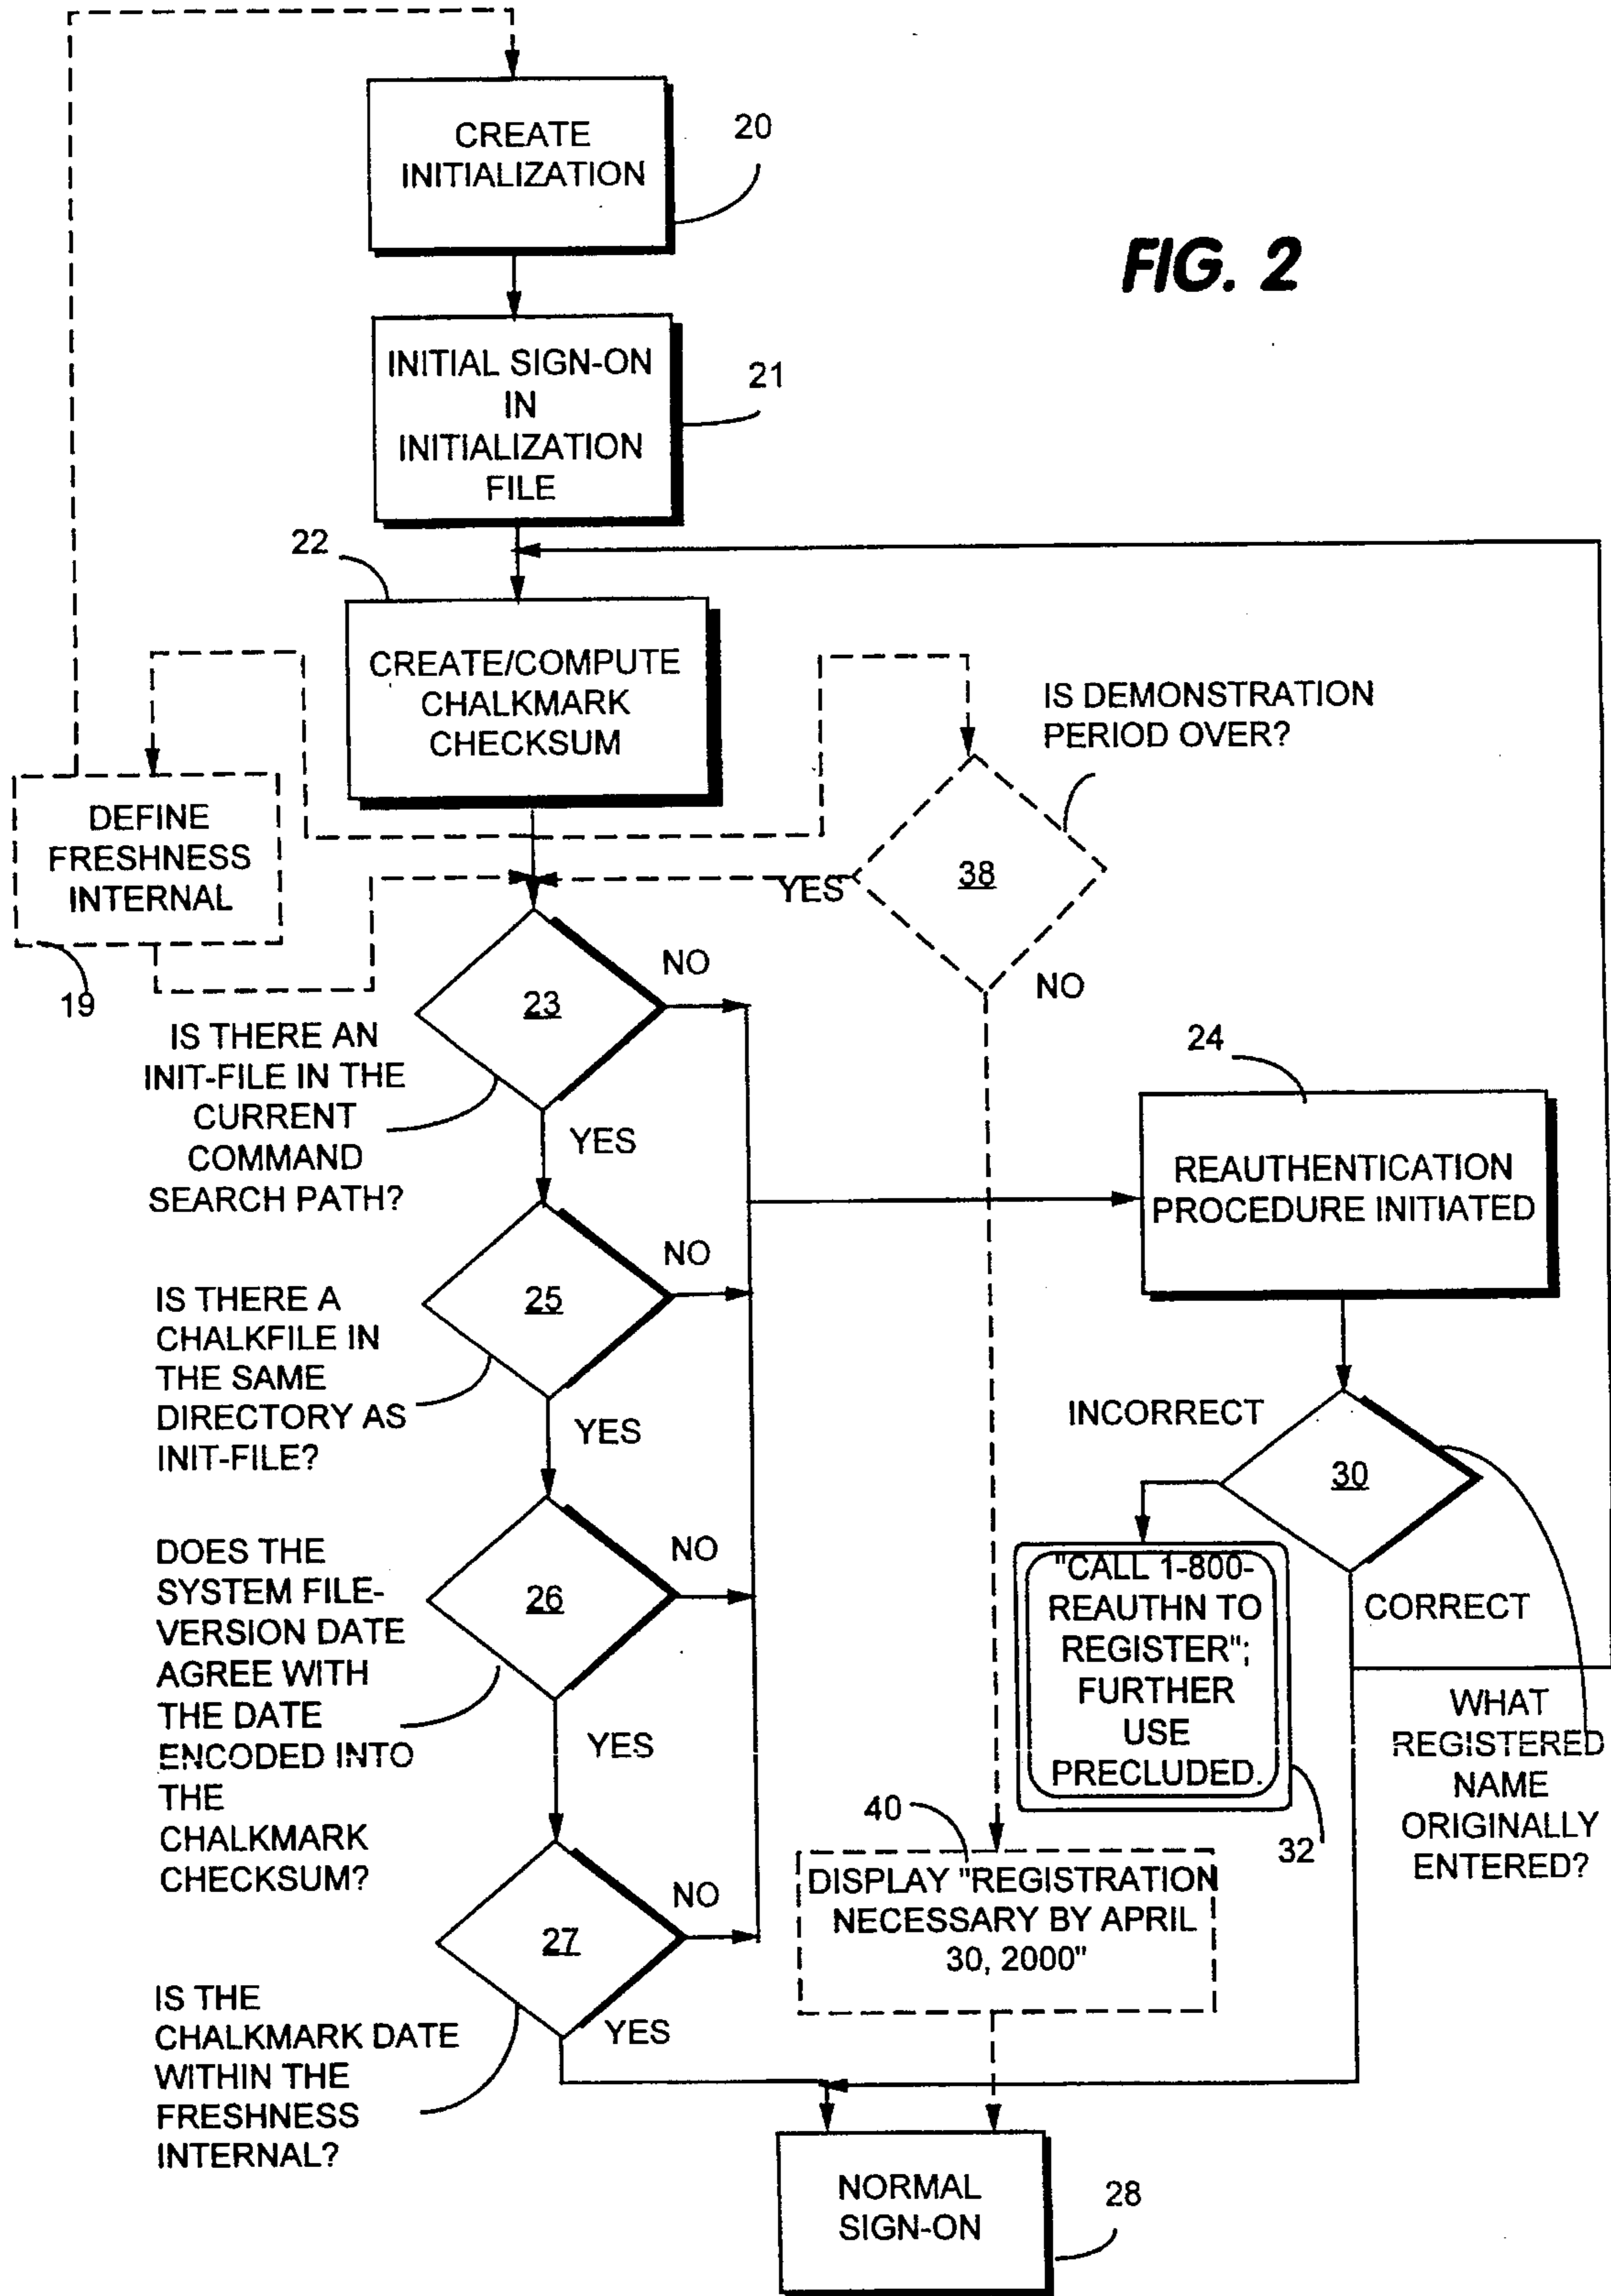 CREATE
INITIALIZATION
20
FIG. 2
INITIAL SIGN-ON
IN
INITIALIZATION
FILE
21
22
CREATE/COMPUTE
CHALKMARK
CHECKSUM
IS DEMONSTRATION
PERIOD OVER?
DEFINE
FRESHNESS
INTERNAL
19
38
YES
NO
23
NO
IS THERE AN
INIT-FILE IN THE
CURRENT
COMMAND
SEARCH PATH?
YES
24
REAUTHENTICATION
PROCEDURE INITIATED
25
NO
IS THERE A
CHALKFILE IN
THE SAME
DIRECTORY AS
INIT-FILE?
YES
INCORRECT
30
CORRECT
"CALL 1-800-
REAUTHN TO
REGISTER";
FURTHER
USE
PRECLUDED.
32
WHAT
REGISTERED
NAME
ORIGINALLY
ENTERED?
26
NO
DOES THE
SYSTEM FILE-
VERSION DATE
AGREE WITH
THE DATE
ENCODED INTO
THE
CHALKMARK
CHECKSUM?
YES
40
DISPLAY "REGISTRATION
NECESSARY BY APRIL
30, 2000"
27
NO
IS THE
CHALKMARK DATE
WITHIN THE
FRESHNESS
INTERNAL?
YES
NORMAL
SIGN-ON
28